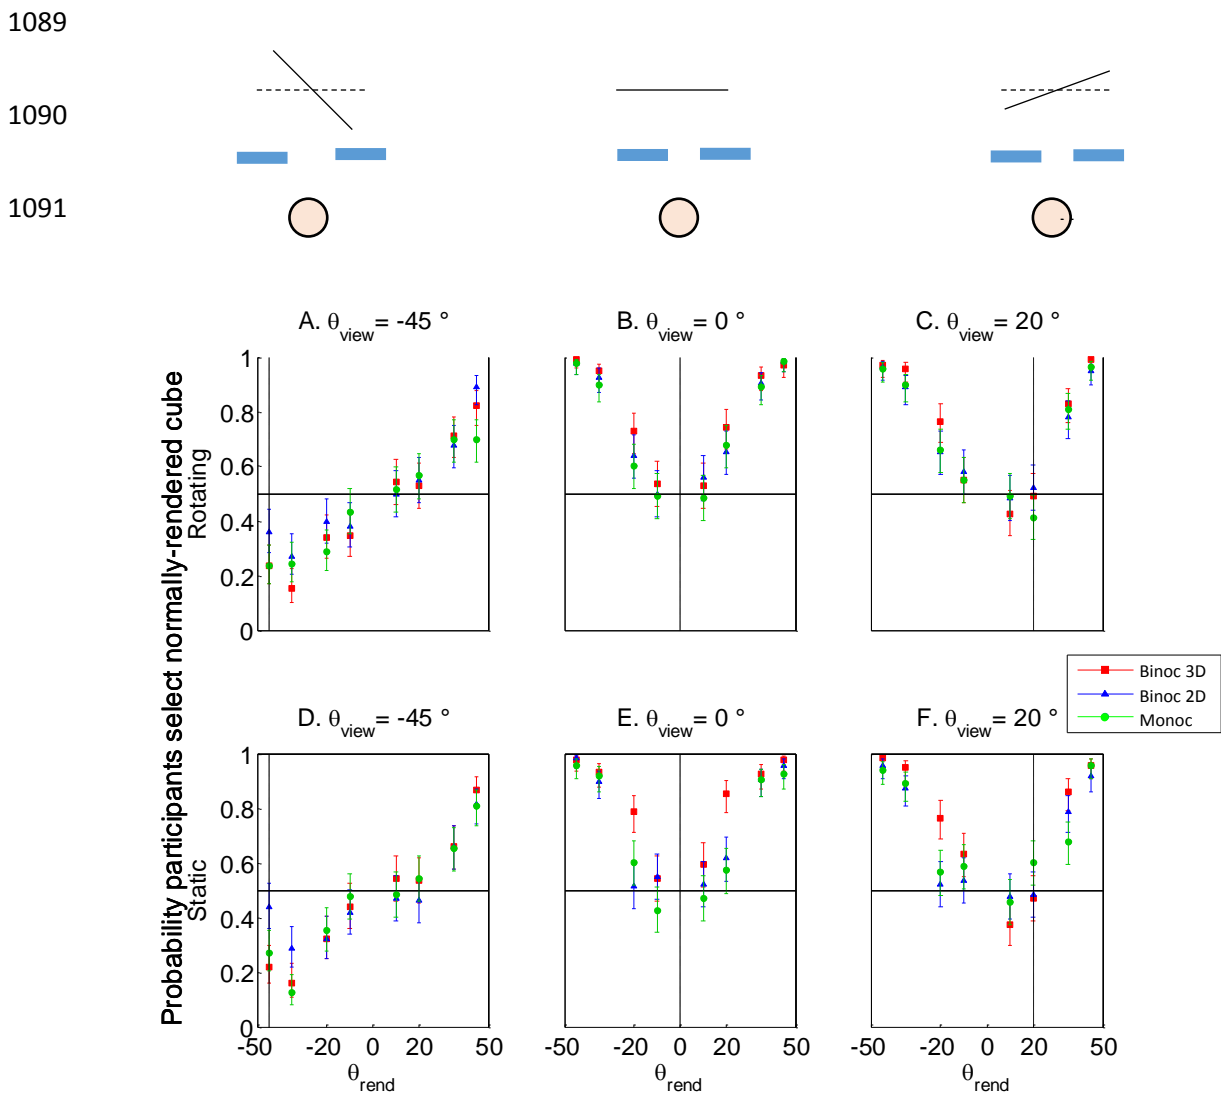 1089
1090
1091
A. θview= -45 °
B. θview= 0 °
C. θview= 20 °
Probability participants select normally-rendered cube
Rotating
1
0.8
0.6
0.4
0.2
0
Binoc 3D
Binoc 2D
Monoc
D. θview= -45 °
E. θview= 0 °
F. θview= 20 °
Static
1
0.8
0.6
0.4
0.2
0
-50 -20 0 20 50
-50 -20 0 20 50
-50 -20 0 20 50
θrend
θrend
θrend